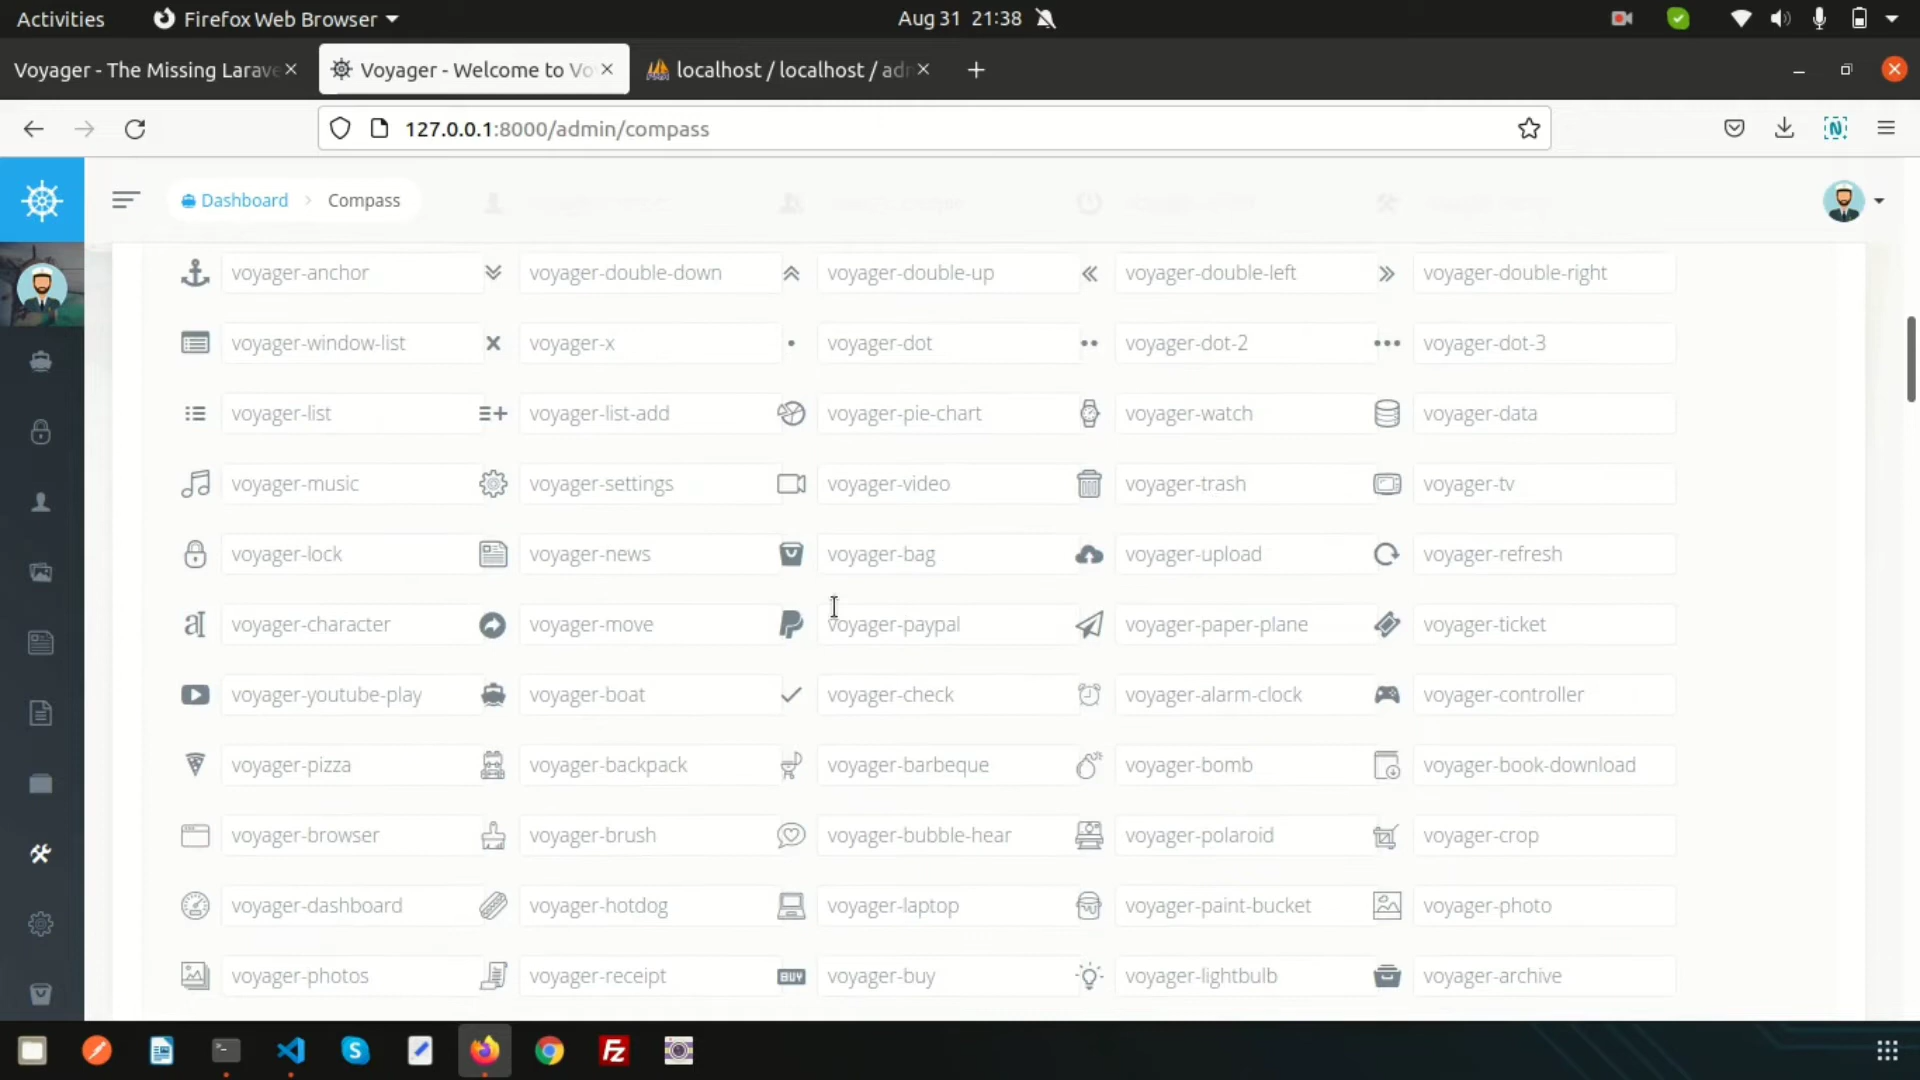 Activities Firefox Web Browser Aug 31 21:38
Voyager - The Missing Larave localhost / localhost / adr
Voyager - Welcome to Vo
127.0.0.1:8000/admin/compass
Dashboard Compass
voyager-anchor voyager-double-down voyager-double-up voyager-double-left voyager-double-right
voyager-window-list voyager-x voyager-dot voyager-dot-2 voyager-dot-3
voyager-list voyager-list-add voyager-pie-chart voyager-watch voyager-data
voyager-music voyager-settings voyager-video voyager-trash voyager-tv
voyager-lock voyager-news voyager-bag voyager-upload voyager-refresh
aI voyager-character voyager-move voyager-paypal voyager-paper-plane voyager-ticket
voyager-youtube-play voyager-boat voyager-check voyager-alarm-clock voyager-controller
voyager-pizza voyager-backpack voyager-barbeque voyager-bomb voyager-book-download
voyager-browser voyager-brush voyager-bubble-hear voyager-polaroid voyager-crop
voyager-dashboard voyager-hotdog voyager-laptop voyager-paint-bucket voyager-photo
voyager-photos voyager-receipt BUY voyager-buy voyager-lightbulb voyager-archive